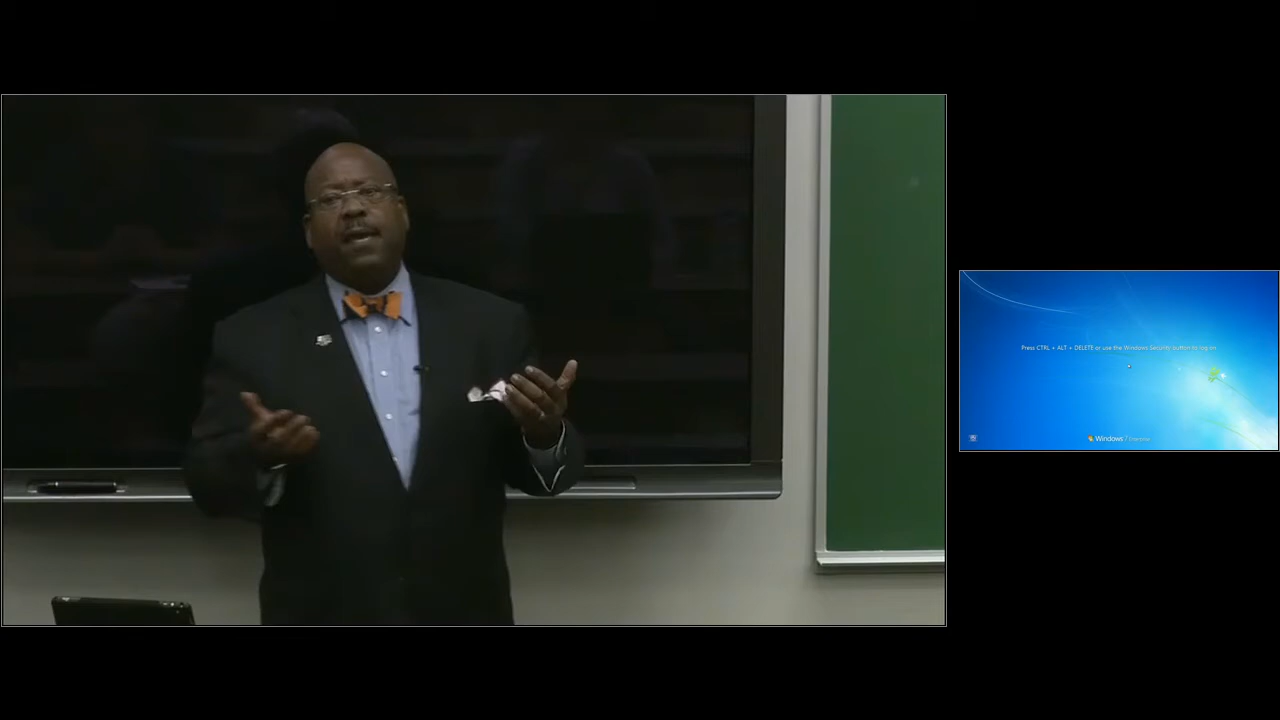 Press CTRL + ALT + DELETE or use the Windows Security button to log on
Windows 7 Enterprise